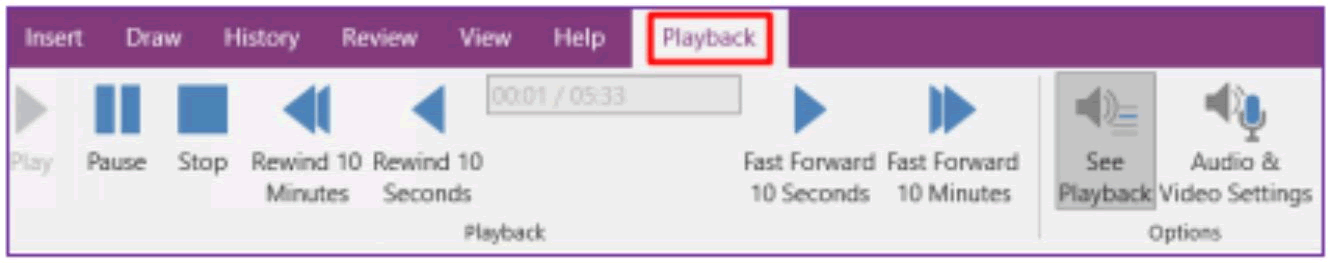 Insert Draw History Review View Help Playback
00:01 / 05:33
Play Pause Stop Rewind 10 Minutes Rewind 10 Seconds Fast Forward 10 Seconds Fast Forward 10 Minutes See Playback Audio & Video Settings
Playback Options